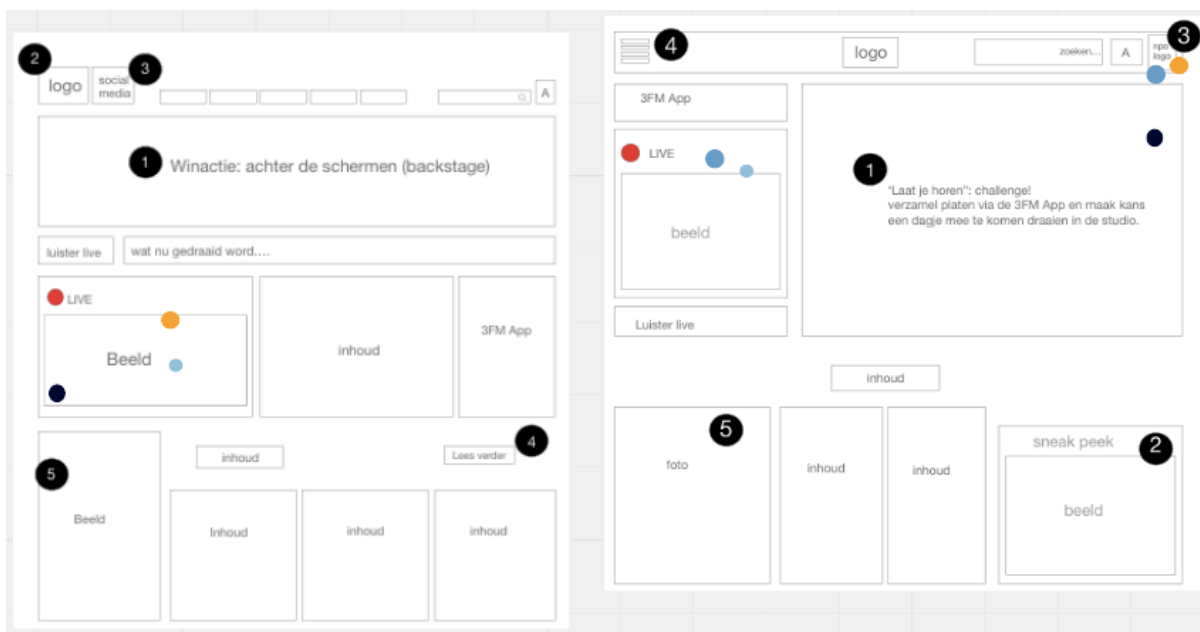 2
3
logo
social
media
A
1
Winactie: achter de schermen (backstage)
luister live
wat nu gedraaid word....
LIVE
Beeld
inhoud
3FM App
5
Beeld
inhoud
Lees verder
4
Inhoud
inhoud
inhoud
4
logo
zoeken...
A
npo
logo
3
3FM App
LIVE
beeld
Luister live
1
"Laat je horen": challenge!
verzamel platen via de 3FM App en maak kans
een dagje mee te komen draaien in de studio.
inhoud
5
foto
inhoud
inhoud
sneak peek
2
beeld